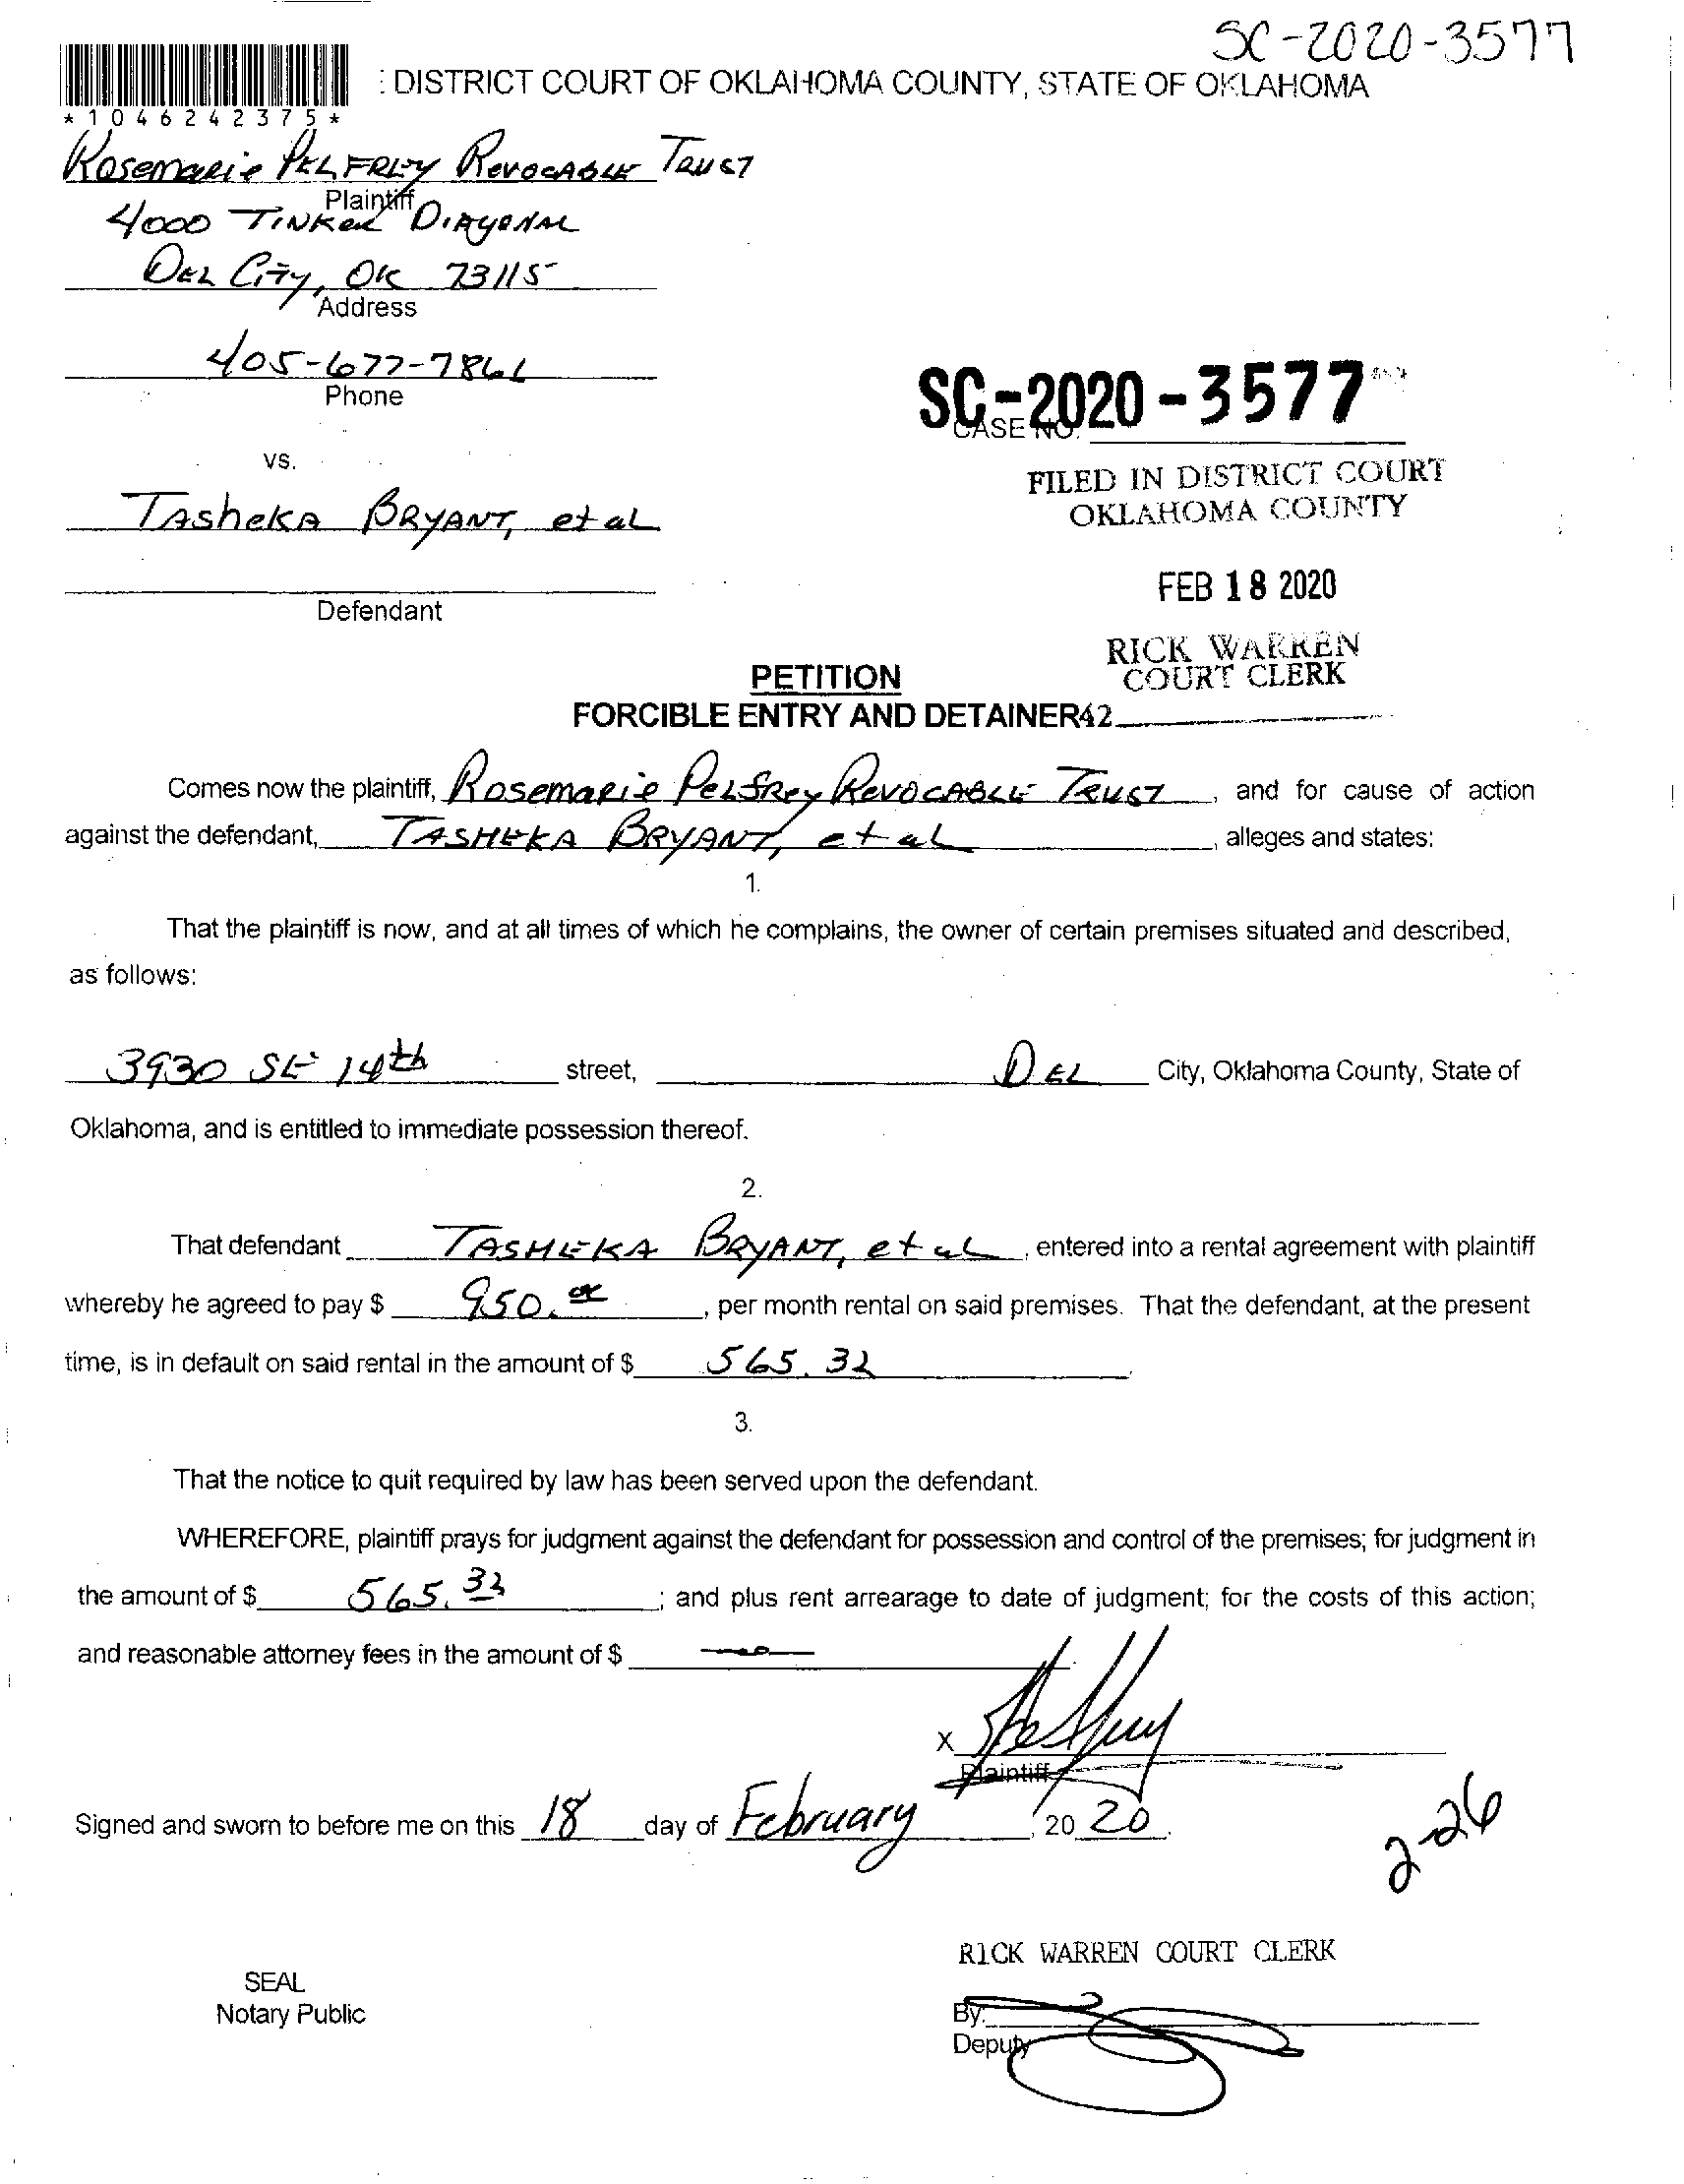 SC-2020-3577
: DISTRICT COURT OF OKLAHOMA COUNTY, STATE OF OKLAHOMA
*1046242375*
Rosemarie PELFREY REVOCABLE TRUST
Plaintiff
4000 TINKER DIAGONAL
DEL CITY, OK 73115
Address
405-677-7861
Phone
SC-2020-3577
CASE NO.
vs.
FILED IN DISTRICT COURT
OKLAHOMA COUNTY
TASheKA BRYANT, et al
FEB 18 2020
Defendant
RICK WARREN
COURT CLERK
PETITION
FORCIBLE ENTRY AND DETAINER42
Comes now the plaintiff, Rosemarie Pelfrey REVOCABLE TRUST, and for cause of action
against the defendant, TASHEKA BRYANT, et al, alleges and states:
1.
That the plaintiff is now, and at all times of which he complains, the owner of certain premises situated and described,
as follows:
3930 SE 14th street, DEL City, Oklahoma County, State of
Oklahoma, and is entitled to immediate possession thereof.
2.
That defendant TASHEKA BRYANT, et al, entered into a rental agreement with plaintiff
whereby he agreed to pay $ 950.00, per month rental on said premises. That the defendant, at the present
time, is in default on said rental in the amount of $ 565.32.
3.
That the notice to quit required by law has been served upon the defendant.
WHEREFORE, plaintiff prays for judgment against the defendant for possession and control of the premises; for judgment in
the amount of $ 565.32; and plus rent arrearage to date of judgment; for the costs of this action;
and reasonable attorney fees in the amount of $
X
Plaintiff
Signed and sworn to before me on this 18 day of February, 20 20.
2-26
RICK WARREN COURT CLERK
SEAL
Notary Public
By:
Deputy